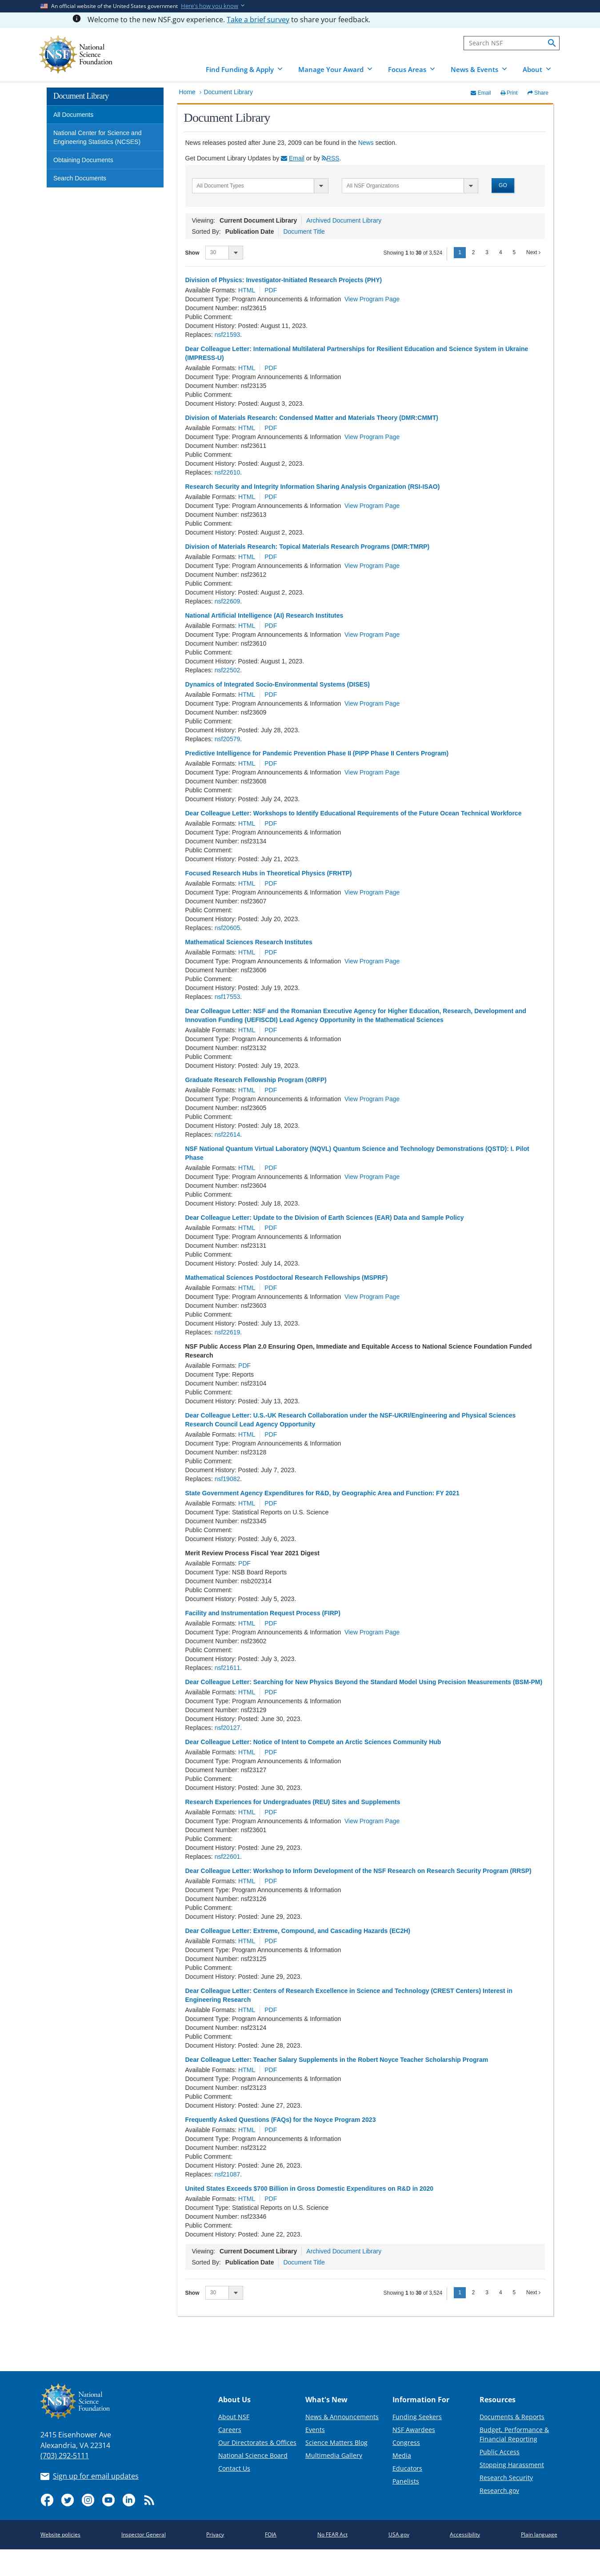 An official website of the United States government Here's how you know
Welcome to the new NSF.gov experience. Take a brief survey to share your feedback.
NSF
National
Science
Foundation
Search NSF
Find Funding & Apply
Manage Your Award
Focus Areas
News & Events
About
Document Library
All Documents
National Center for Science and
Engineering Statistics (NCSES)
Obtaining Documents
Search Documents
Home › Document Library
Email Print Share
Document Library
News releases posted after June 23, 2009 can be found in the News section.
Get Document Library Updates by Email or by RSS.
All Document Types
All NSF Organizations
GO
Viewing: Current Document Library Archived Document Library
Sorted By: Publication Date Document Title
Show 30 Showing 1 to 30 of 3,524 1 2 3 4 5 Next ›
Division of Physics: Investigator-Initiated Research Projects (PHY)
Available Formats: HTML PDF
Document Type: Program Announcements & Information View Program Page
Document Number: nsf23615
Public Comment:
Document History: Posted: August 11, 2023.
Replaces: nsf21593.
Dear Colleague Letter: International Multilateral Partnerships for Resilient Education and Science System in Ukraine
(IMPRESS-U)
Available Formats: HTML PDF
Document Type: Program Announcements & Information
Document Number: nsf23135
Public Comment:
Document History: Posted: August 3, 2023.
Division of Materials Research: Condensed Matter and Materials Theory (DMR:CMMT)
Available Formats: HTML PDF
Document Type: Program Announcements & Information View Program Page
Document Number: nsf23611
Public Comment:
Document History: Posted: August 2, 2023.
Replaces: nsf22610.
Research Security and Integrity Information Sharing Analysis Organization (RSI-ISAO)
Available Formats: HTML PDF
Document Type: Program Announcements & Information View Program Page
Document Number: nsf23613
Public Comment:
Document History: Posted: August 2, 2023.
Division of Materials Research: Topical Materials Research Programs (DMR:TMRP)
Available Formats: HTML PDF
Document Type: Program Announcements & Information View Program Page
Document Number: nsf23612
Public Comment:
Document History: Posted: August 2, 2023.
Replaces: nsf22609.
National Artificial Intelligence (AI) Research Institutes
Available Formats: HTML PDF
Document Type: Program Announcements & Information View Program Page
Document Number: nsf23610
Public Comment:
Document History: Posted: August 1, 2023.
Replaces: nsf22502.
Dynamics of Integrated Socio-Environmental Systems (DISES)
Available Formats: HTML PDF
Document Type: Program Announcements & Information View Program Page
Document Number: nsf23609
Public Comment:
Document History: Posted: July 28, 2023.
Replaces: nsf20579.
Predictive Intelligence for Pandemic Prevention Phase II (PIPP Phase II Centers Program)
Available Formats: HTML PDF
Document Type: Program Announcements & Information View Program Page
Document Number: nsf23608
Public Comment:
Document History: Posted: July 24, 2023.
Dear Colleague Letter: Workshops to Identify Educational Requirements of the Future Ocean Technical Workforce
Available Formats: HTML PDF
Document Type: Program Announcements & Information
Document Number: nsf23134
Public Comment:
Document History: Posted: July 21, 2023.
Focused Research Hubs in Theoretical Physics (FRHTP)
Available Formats: HTML PDF
Document Type: Program Announcements & Information View Program Page
Document Number: nsf23607
Public Comment:
Document History: Posted: July 20, 2023.
Replaces: nsf20605.
Mathematical Sciences Research Institutes
Available Formats: HTML PDF
Document Type: Program Announcements & Information View Program Page
Document Number: nsf23606
Public Comment:
Document History: Posted: July 19, 2023.
Replaces: nsf17553.
Dear Colleague Letter: NSF and the Romanian Executive Agency for Higher Education, Research, Development and
Innovation Funding (UEFISCDI) Lead Agency Opportunity in the Mathematical Sciences
Available Formats: HTML PDF
Document Type: Program Announcements & Information
Document Number: nsf23132
Public Comment:
Document History: Posted: July 19, 2023.
Graduate Research Fellowship Program (GRFP)
Available Formats: HTML PDF
Document Type: Program Announcements & Information View Program Page
Document Number: nsf23605
Public Comment:
Document History: Posted: July 18, 2023.
Replaces: nsf22614.
NSF National Quantum Virtual Laboratory (NQVL) Quantum Science and Technology Demonstrations (QSTD): I. Pilot
Phase
Available Formats: HTML PDF
Document Type: Program Announcements & Information View Program Page
Document Number: nsf23604
Public Comment:
Document History: Posted: July 18, 2023.
Dear Colleague Letter: Update to the Division of Earth Sciences (EAR) Data and Sample Policy
Available Formats: HTML PDF
Document Type: Program Announcements & Information
Document Number: nsf23131
Public Comment:
Document History: Posted: July 14, 2023.
Mathematical Sciences Postdoctoral Research Fellowships (MSPRF)
Available Formats: HTML PDF
Document Type: Program Announcements & Information View Program Page
Document Number: nsf23603
Public Comment:
Document History: Posted: July 13, 2023.
Replaces: nsf22619.
NSF Public Access Plan 2.0 Ensuring Open, Immediate and Equitable Access to National Science Foundation Funded
Research
Available Formats: PDF
Document Type: Reports
Document Number: nsf23104
Public Comment:
Document History: Posted: July 13, 2023.
Dear Colleague Letter: U.S.-UK Research Collaboration under the NSF-UKRI/Engineering and Physical Sciences
Research Council Lead Agency Opportunity
Available Formats: HTML PDF
Document Type: Program Announcements & Information
Document Number: nsf23128
Public Comment:
Document History: Posted: July 7, 2023.
Replaces: nsf19082.
State Government Agency Expenditures for R&D, by Geographic Area and Function: FY 2021
Available Formats: HTML PDF
Document Type: Statistical Reports on U.S. Science
Document Number: nsf23345
Public Comment:
Document History: Posted: July 6, 2023.
Merit Review Process Fiscal Year 2021 Digest
Available Formats: PDF
Document Type: NSB Board Reports
Document Number: nsb202314
Public Comment:
Document History: Posted: July 5, 2023.
Facility and Instrumentation Request Process (FIRP)
Available Formats: HTML PDF
Document Type: Program Announcements & Information View Program Page
Document Number: nsf23602
Public Comment:
Document History: Posted: July 3, 2023.
Replaces: nsf21611.
Dear Colleague Letter: Searching for New Physics Beyond the Standard Model Using Precision Measurements (BSM-PM)
Available Formats: HTML PDF
Document Type: Program Announcements & Information
Document Number: nsf23129
Document History: Posted: June 30, 2023.
Replaces: nsf20127.
Dear Colleague Letter: Notice of Intent to Compete an Arctic Sciences Community Hub
Available Formats: HTML PDF
Document Type: Program Announcements & Information
Document Number: nsf23127
Public Comment:
Document History: Posted: June 30, 2023.
Research Experiences for Undergraduates (REU) Sites and Supplements
Available Formats: HTML PDF
Document Type: Program Announcements & Information View Program Page
Document Number: nsf23601
Public Comment:
Document History: Posted: June 29, 2023.
Replaces: nsf22601.
Dear Colleague Letter: Workshop to Inform Development of the NSF Research on Research Security Program (RRSP)
Available Formats: HTML PDF
Document Type: Program Announcements & Information
Document Number: nsf23126
Public Comment:
Document History: Posted: June 29, 2023.
Dear Colleague Letter: Extreme, Compound, and Cascading Hazards (EC2H)
Available Formats: HTML PDF
Document Type: Program Announcements & Information
Document Number: nsf23125
Public Comment:
Document History: Posted: June 29, 2023.
Dear Colleague Letter: Centers of Research Excellence in Science and Technology (CREST Centers) Interest in
Engineering Research
Available Formats: HTML PDF
Document Type: Program Announcements & Information
Document Number: nsf23124
Public Comment:
Document History: Posted: June 28, 2023.
Dear Colleague Letter: Teacher Salary Supplements in the Robert Noyce Teacher Scholarship Program
Available Formats: HTML PDF
Document Type: Program Announcements & Information
Document Number: nsf23123
Public Comment:
Document History: Posted: June 27, 2023.
Frequently Asked Questions (FAQs) for the Noyce Program 2023
Available Formats: HTML PDF
Document Type: Program Announcements & Information
Document Number: nsf23122
Public Comment:
Document History: Posted: June 26, 2023.
Replaces: nsf21087.
United States Exceeds $700 Billion in Gross Domestic Expenditures on R&D in 2020
Available Formats: HTML PDF
Document Type: Statistical Reports on U.S. Science
Document Number: nsf23346
Public Comment:
Document History: Posted: June 22, 2023.
Viewing: Current Document Library Archived Document Library
Sorted By: Publication Date Document Title
Show 30 Showing 1 to 30 of 3,524 1 2 3 4 5 Next ›
NSF
National
Science
Foundation
2415 Eisenhower Ave
Alexandria, VA 22314
(703) 292-5111
Sign up for email updates
About Us
About NSF
Careers
Our Directorates & Offices
National Science Board
Contact Us
What's New
News & Announcements
Events
Science Matters Blog
Multimedia Gallery
Information For
Funding Seekers
NSF Awardees
Congress
Media
Educators
Panelists
Resources
Documents & Reports
Budget, Performance &
Financial Reporting
Public Access
Stopping Harassment
Research Security
Research.gov
Website policies
Inspector General
Privacy
FOIA
No FEAR Act
USA.gov
Accessibility
Plain language